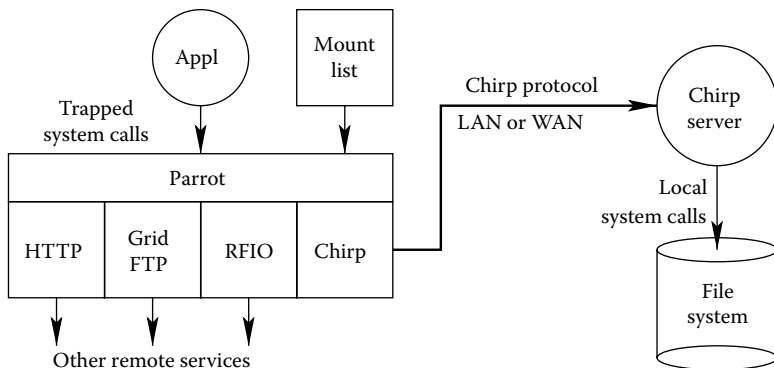 Appl
Mount
list
Trapped
system calls
Chirp protocol
LAN or WAN
Chirp
server
Parrot
HTTP
Grid
FTP
RFIO
Chirp
Local
system calls
File
system
Other remote services